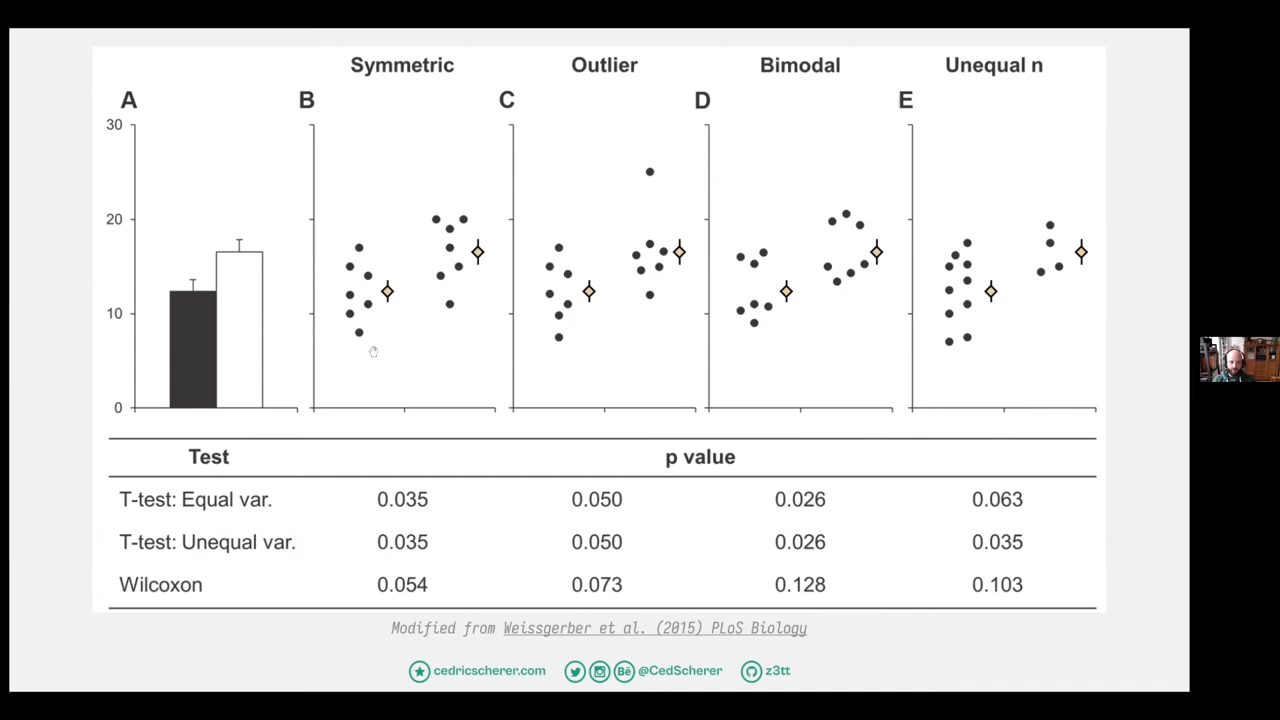 Symmetric Outlier Bimodal Unequal n
A B C D E
30
20
10
0
Test p value
T-test: Equal var. 0.035 0.050 0.026 0.063
T-test: Unequal var. 0.035 0.050 0.026 0.035
Wilcoxon 0.054 0.073 0.128 0.103
Modified from Weissgerber et al. (2015) PLoS Biology
cedricscherer.com Bē @CedScherer z3tt